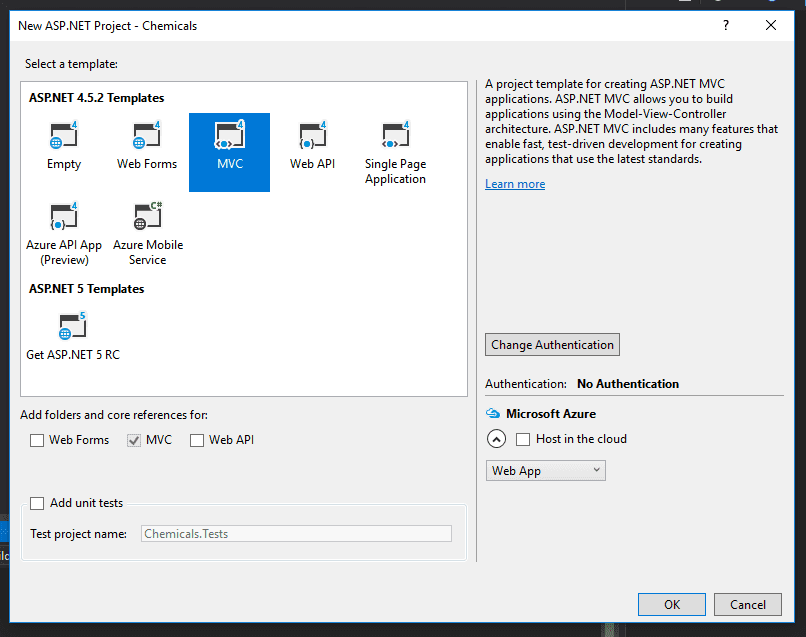 New ASP.NET Project - Chemicals
?
Select a template:
ASP.NET 4.5.2 Templates
4
Empty
4
Web Forms
4
MVC
4
Web API
4
Single Page
Application
4
Azure API App
(Preview)
C#
Azure Mobile
Service
ASP.NET 5 Templates
5
Get ASP.NET 5 RC
A project template for creating ASP.NET MVC
applications. ASP.NET MVC allows you to build
applications using the Model-View-Controller
architecture. ASP.NET MVC includes many features that
enable fast, test-driven development for creating
applications that use the latest standards.
Learn more
Change Authentication
Authentication: No Authentication
Microsoft Azure
Host in the cloud
Web App
Add folders and core references for:
Web Forms MVC Web API
Add unit tests
Test project name: Chemicals.Tests
OK Cancel